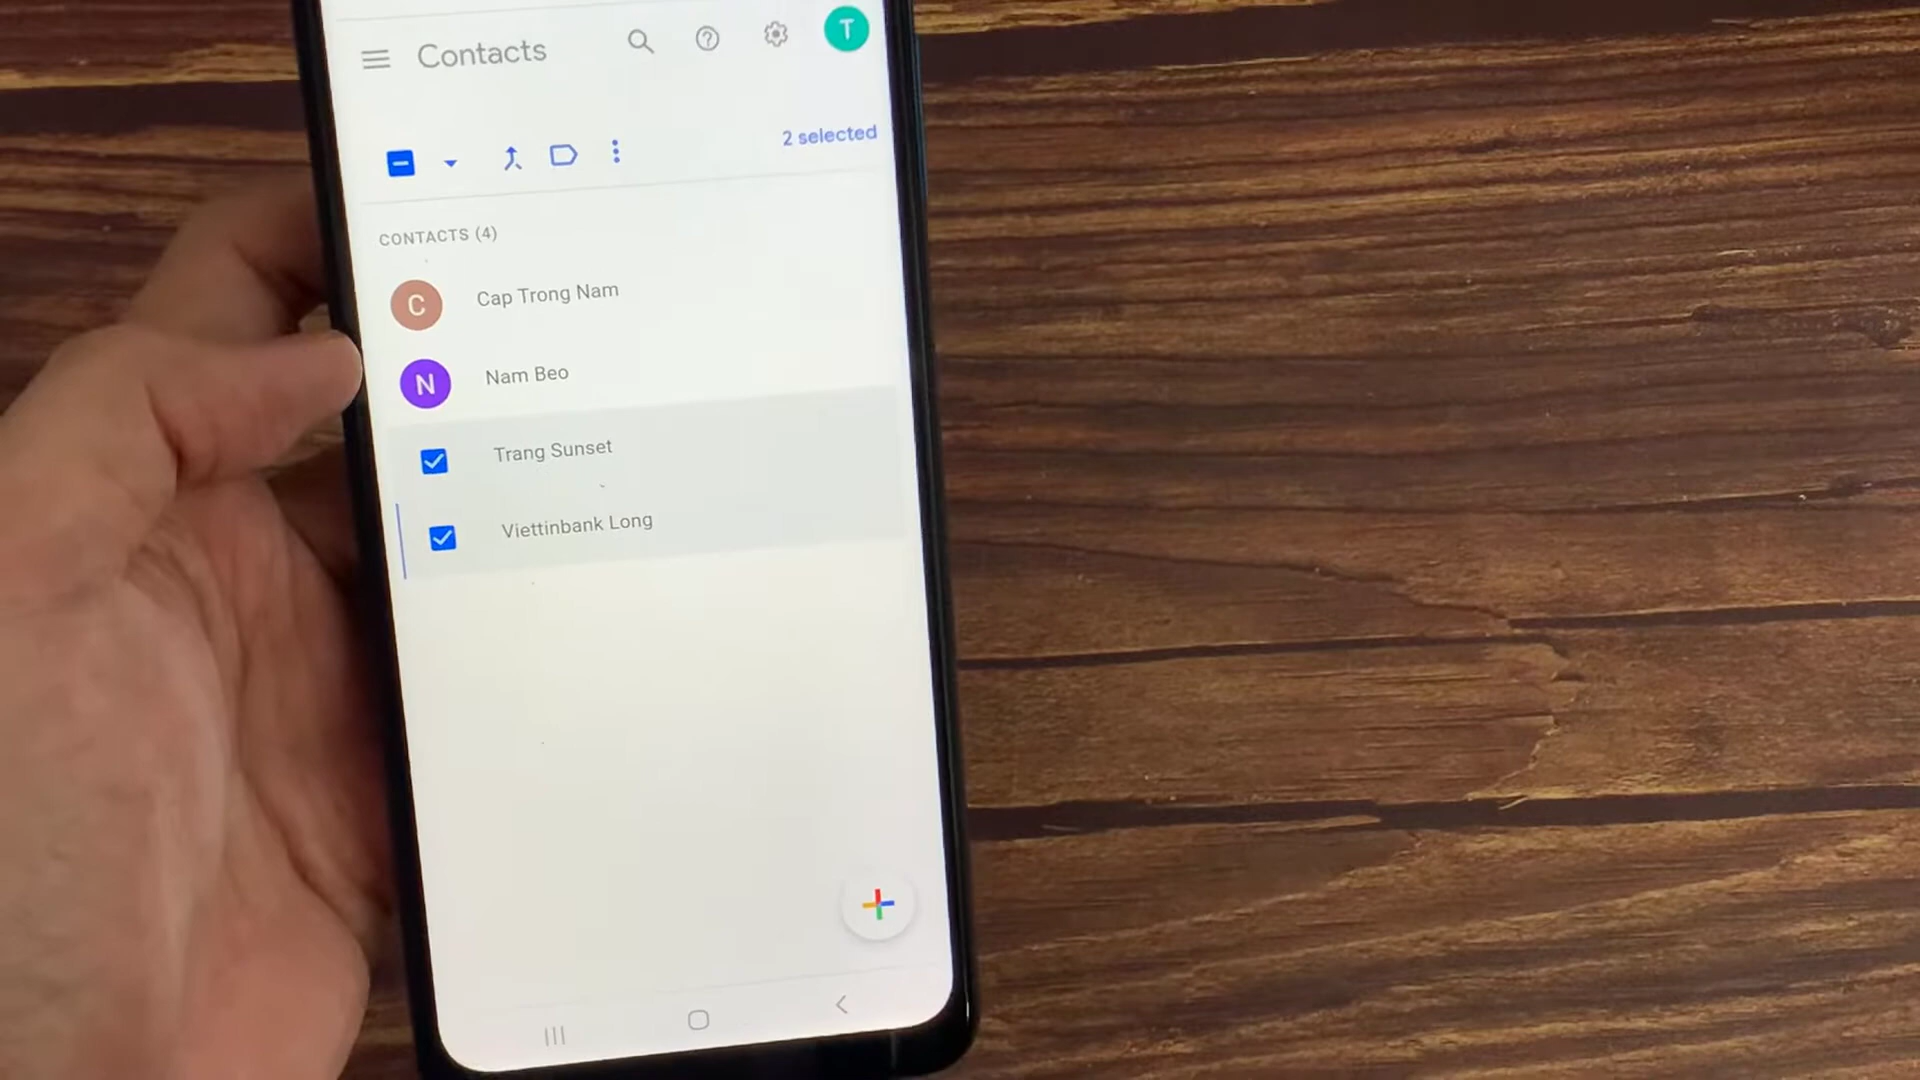 Contacts
T
2 selected
CONTACTS (4)
C Cap Trong Nam
N Nam Beo
Trang Sunset
Viettinbank Long